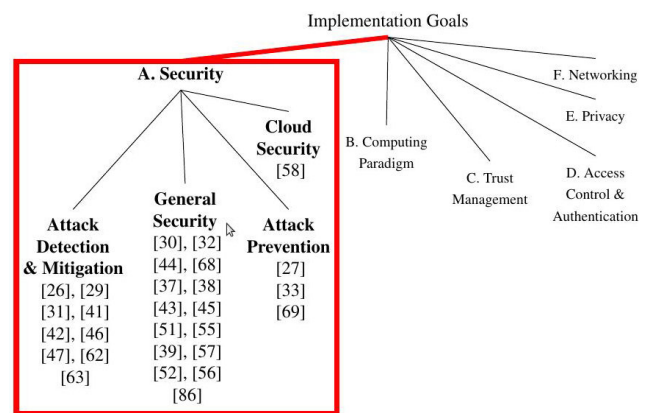 Implementation Goals
A. Security
Cloud
Security
[58]
General
Security
[30], [32]
[44], [68]
[37], [38]
[43], [45]
[51], [55]
[39], [57]
[52], [56]
[86]
Attack
Detection
& Mitigation
[26], [29]
[31], [41]
[42], [46]
[47], [62]
[63]
Attack
Prevention
[27]
[33]
[69]
B. Computing
Paradigm
C. Trust
Management
D. Access
Control &
Authentication
E. Privacy
F. Networking